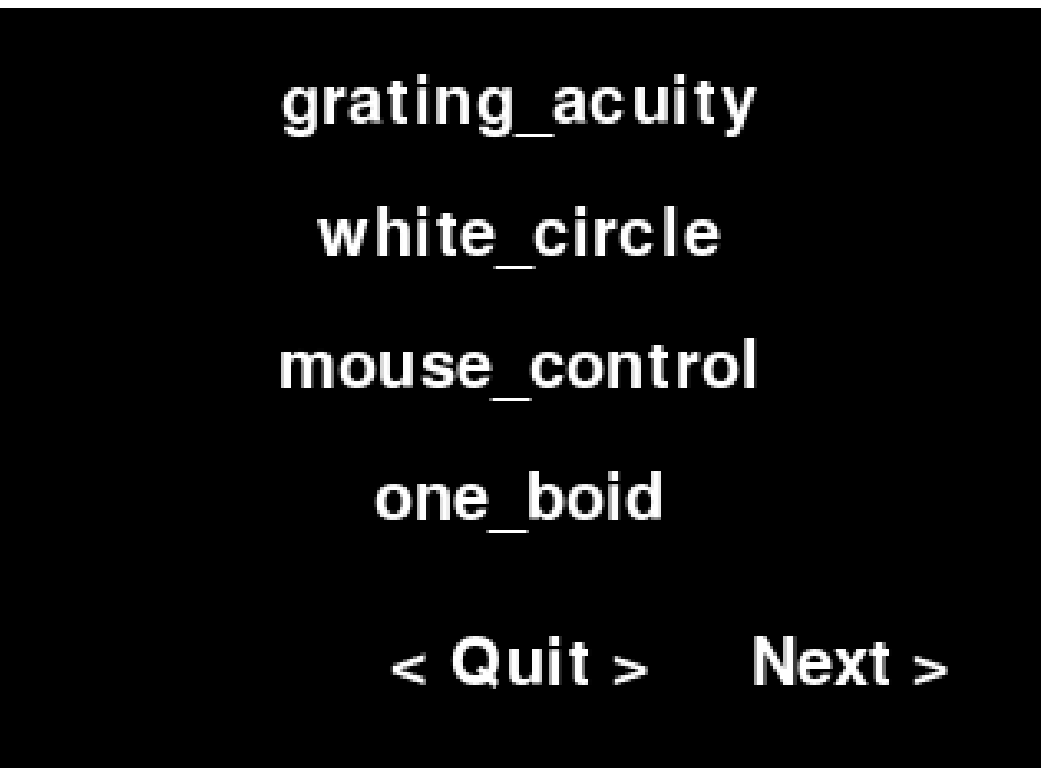 grating_acuity
white_circle
mouse_control
one_boid
< Quit > Next >